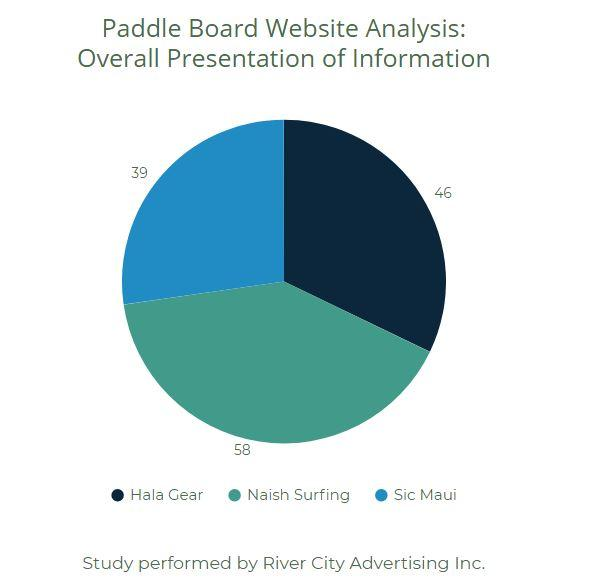 Paddle Board Website Analysis:
Overall Presentation of Information
39
46
58
Hala Gear Naish Surfing Sic Maui
Study performed by River City Advertising Inc.